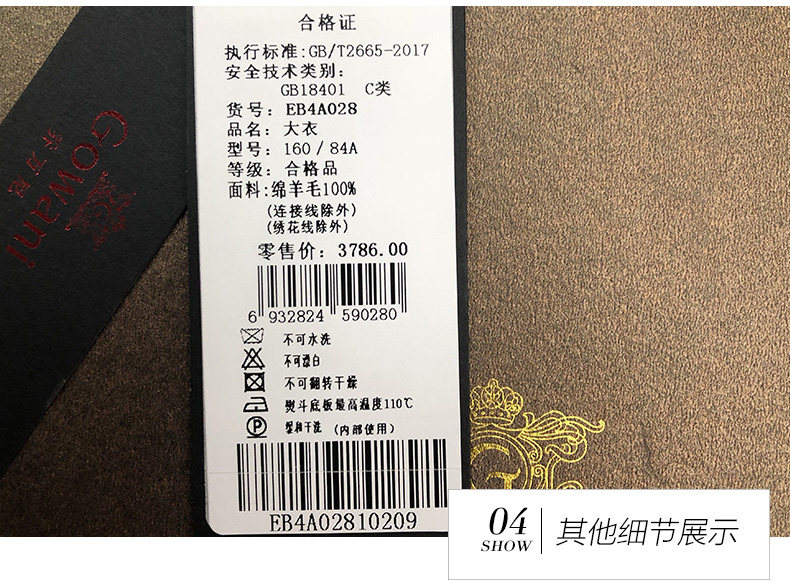 合格证
执行标准:GB/T2665-2017
安全技术类别:
GB18401 C类
货号: EB4A028
品名: 大衣
型号: 160/84A
等级: 合格品
面料:绵羊毛100%
(连接线除外)
(绣花线除外)
零售价: 3786.00
6 932824 590280
不可水洗
不可漂白
不可翻转干燥
熨斗底板最高温度110℃
缓和干洗 (内部使用)
EB4A02810209
Gowani
04
SHOW
其他细节展示